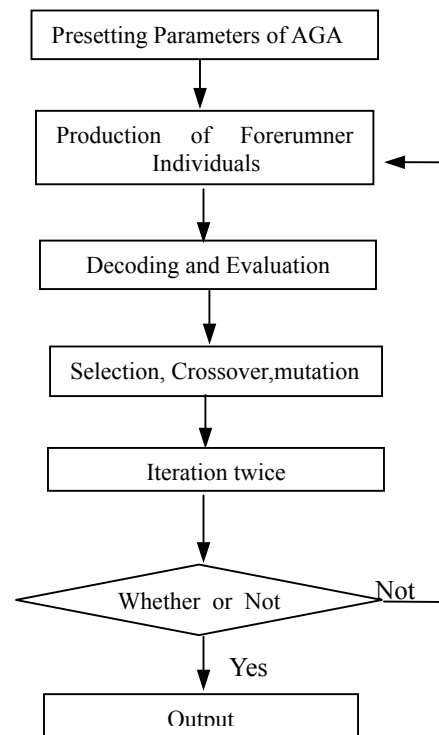 Presetting Parameters of AGA
Production of Forerumner
Individuals
Decoding and Evaluation
Selection, Crossover,mutation
Iteration twice
Whether or Not
Not
Yes
Output